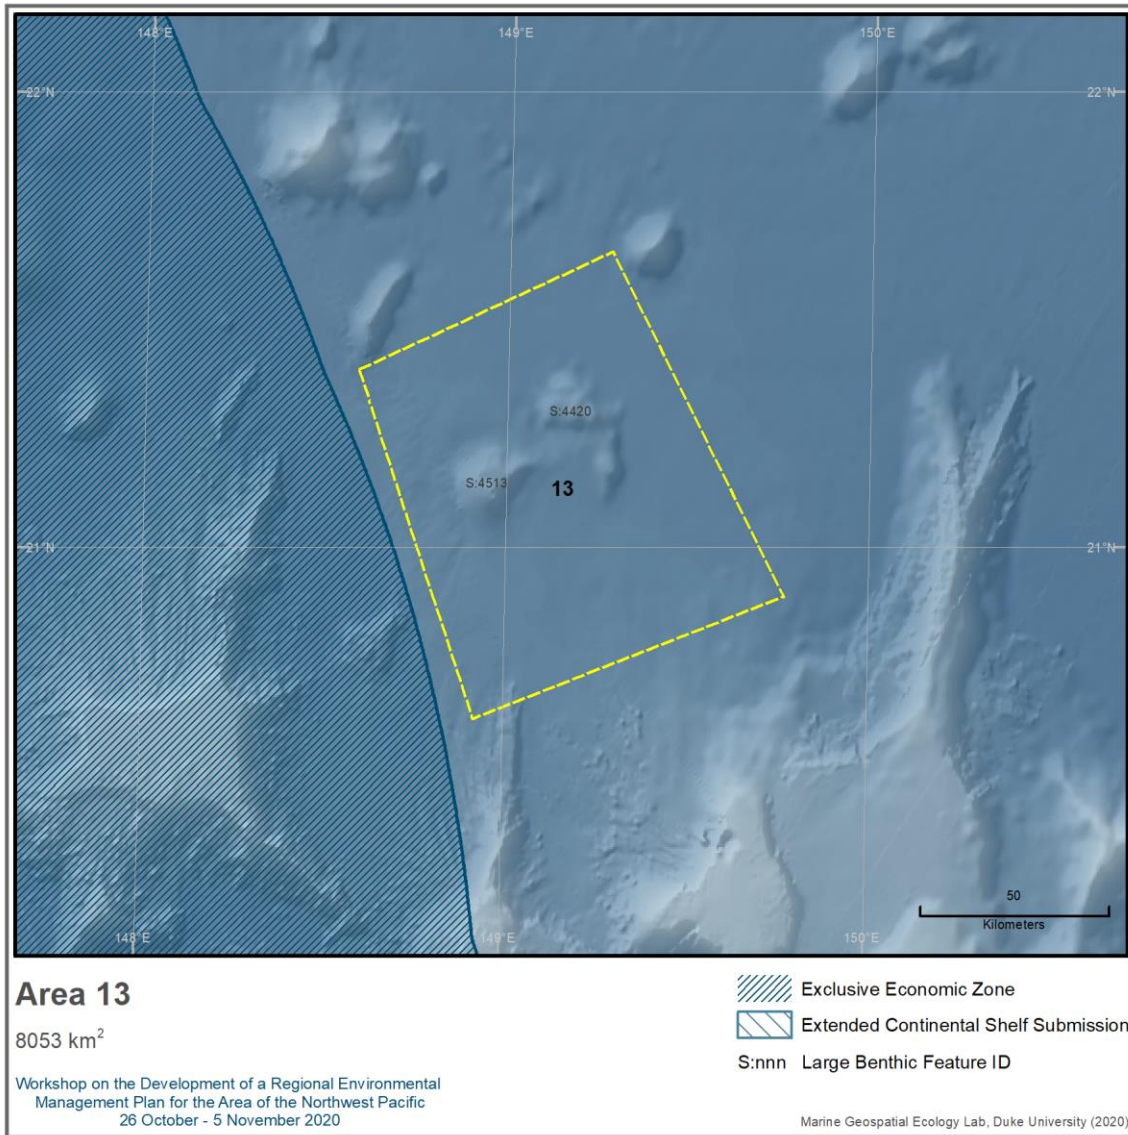 148°E 149°E 150°E
22°N 22°N
S:4420
S:4513
13
21°N 21°N
50
Kilometers
148°E 149°E 150°E
Area 13
8053 km²
Workshop on the Development of a Regional Environmental
Management Plan for the Area of the Northwest Pacific
26 October - 5 November 2020
Exclusive Economic Zone
Extended Continental Shelf Submission
S:nnn Large Benthic Feature ID
Marine Geospatial Ecology Lab, Duke University (2020)